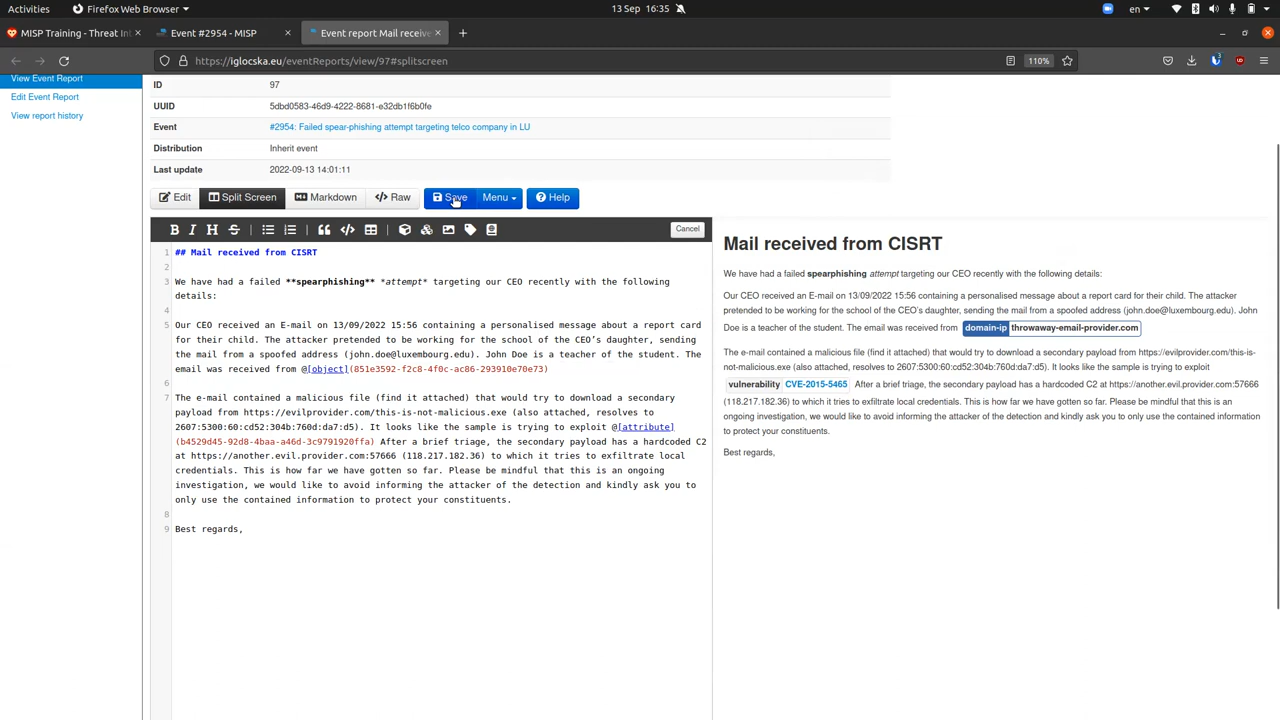 Activities
Firefox Web Browser
13 Sep 16:35
en
MISP Training - Threat In
Event #2954 - MISP
Event report Mail receive
https://iglocska.eu/eventReports/view/97#splitscreen
110%
View Event Report
Edit Event Report
View report history
ID 97
UUID 5dbd0583-46d9-4222-8681-e32db1f6b0fe
Event #2954: Failed spear-phishing attempt targeting telco company in LU
Distribution Inherit event
Last update 2022-09-13 14:01:11
Edit Split Screen Markdown Raw Save Menu Help
Cancel
1 ## Mail received from CISRT
2
3 We have had a failed **spearphishing** *attempt* targeting our CEO recently with the following
details:
4
5 Our CEO received an E-mail on 13/09/2022 15:56 containing a personalised message about a report card
for their child. The attacker pretended to be working for the school of the CEO's daughter, sending
the mail from a spoofed address (john.doe@luxembourg.edu). John Doe is a teacher of the student. The
email was received from @[object](851e3592-f2c8-4f0c-ac86-293910e70e73)
6
7 The e-mail contained a malicious file (find it attached) that would try to download a secondary
payload from https://evilprovider.com/this-is-not-malicious.exe (also attached, resolves to
2607:5300:60:cd52:304b:760d:da7:d5). It looks like the sample is trying to exploit @[attribute]
(b4529d45-92d8-4baa-a46d-3c9791920ffa) After a brief triage, the secondary payload has a hardcoded C2
at https://another.evil.provider.com:57666 (118.217.182.36) to which it tries to exfiltrate local
credentials. This is how far we have gotten so far. Please be mindful that this is an ongoing
investigation, we would like to avoid informing the attacker of the detection and kindly ask you to
only use the contained information to protect your constituents.
8
9 Best regards,
Mail received from CISRT
We have had a failed spearphishing attempt targeting our CEO recently with the following details:
Our CEO received an E-mail on 13/09/2022 15:56 containing a personalised message about a report card for their child. The attacker
pretended to be working for the school of the CEO's daughter, sending the mail from a spoofed address (john.doe@luxembourg.edu). John
Doe is a teacher of the student. The email was received from domain-ip throwaway-email-provider.com
The e-mail contained a malicious file (find it attached) that would try to download a secondary payload from https://evilprovider.com/this-is-
not-malicious.exe (also attached, resolves to 2607:5300:60:cd52:304b:760d:da7:d5). It looks like the sample is trying to exploit
vulnerability CVE-2015-5465 After a brief triage, the secondary payload has a hardcoded C2 at https://another.evil.provider.com:57666
(118.217.182.36) to which it tries to exfiltrate local credentials. This is how far we have gotten so far. Please be mindful that this is an
ongoing investigation, we would like to avoid informing the attacker of the detection and kindly ask you to only use the contained information
to protect your constituents.
Best regards,